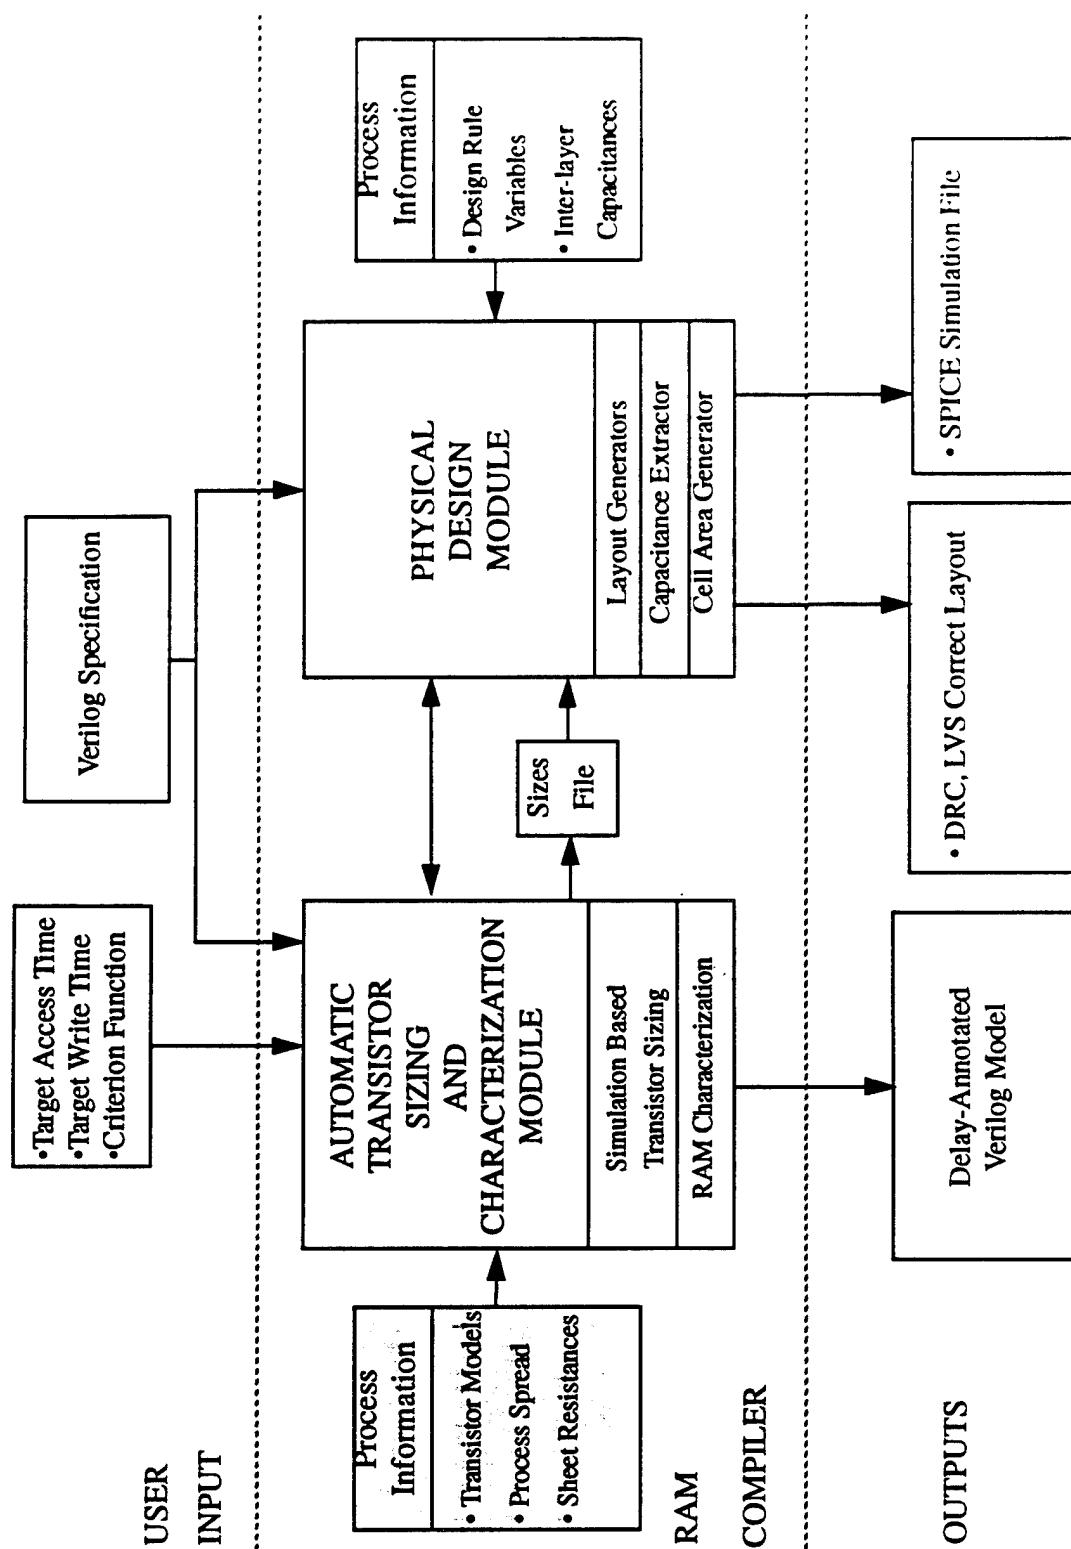 USER
INPUT
•Target Access Time
•Target Write Time
•Criterion Function
Verilog Specification
RAM
COMPILER
Process
Information
• Transistor Models
• Process Spread
• Sheet Resistances
AUTOMATIC
TRANSISTOR
SIZING
AND
CHARACTERIZATION
MODULE
Simulation Based
Transistor Sizing
RAM Characterization
Sizes
File
PHYSICAL
DESIGN
MODULE
Layout Generators
Capacitance Extractor
Cell Area Generator
Process
Information
• Design Rule
Variables
• Inter-layer
Capacitances
OUTPUTS
Delay-Annotated
Verilog Model
• DRC, LVS Correct Layout
• SPICE Simulation File